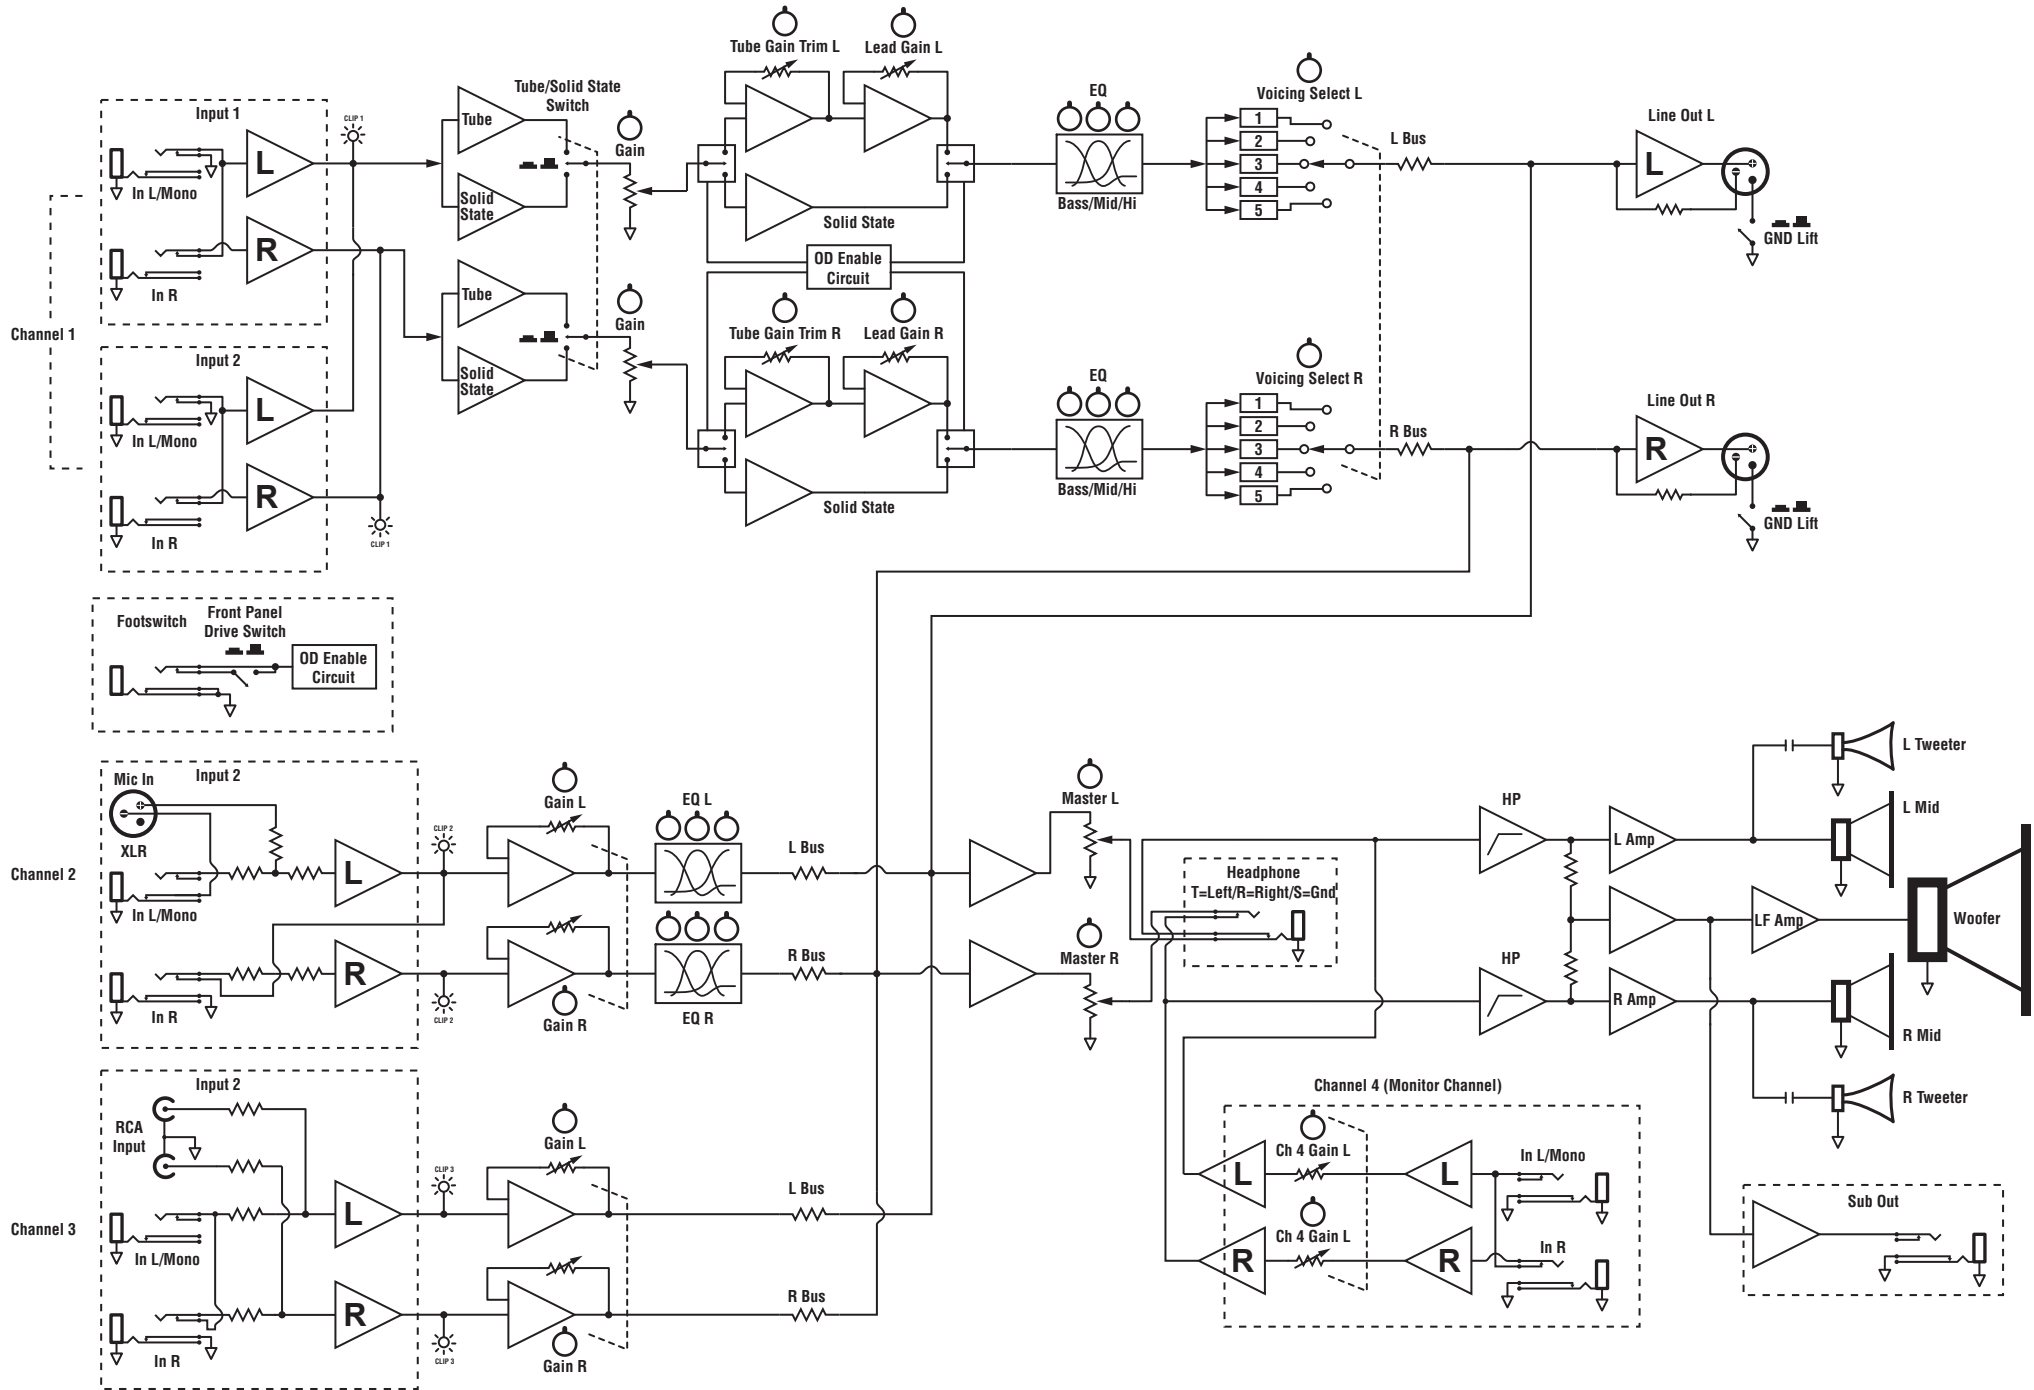 Tube Gain Trim L
Lead Gain L
Tube/Solid State
Switch
EQ
Voicing Select L
Input 1
CLIP 1
Tube
Gain
1
2
3
4
5
L Bus
Line Out L
L
L
In L/Mono
Solid
State
Bass/Mid/Hi
Solid State
R
GND Lift
OD Enable
Circuit
In R
Tube
Gain
Channel 1
Tube Gain Trim R
Lead Gain R
Input 2
Solid
State
EQ
Voicing Select R
1
2
3
4
5
R Bus
Line Out R
L
R
In L/Mono
Bass/Mid/Hi
Solid State
R
GND Lift
In R
CLIP 1
Footswitch
Front Panel
Drive Switch
OD Enable
Circuit
Channel 2
Input 2
Mic In
XLR
In L/Mono
L
CLIP 2
Gain L
EQ L
L Bus
In R
R
CLIP 2
Gain R
EQ R
R Bus
Master L
Master R
Headphone
T=Left/R=Right/S=Gnd
HP
HP
L Amp
R Amp
LF Amp
L Tweeter
L Mid
Woofer
R Mid
R Tweeter
Channel 3
Input 2
RCA
Input
In L/Mono
L
CLIP 3
Gain L
L Bus
In R
R
CLIP 3
Gain R
R Bus
Channel 4 (Monitor Channel)
Ch 4 Gain L
L
L
In L/Mono
Ch 4 Gain L
R
R
In R
Sub Out